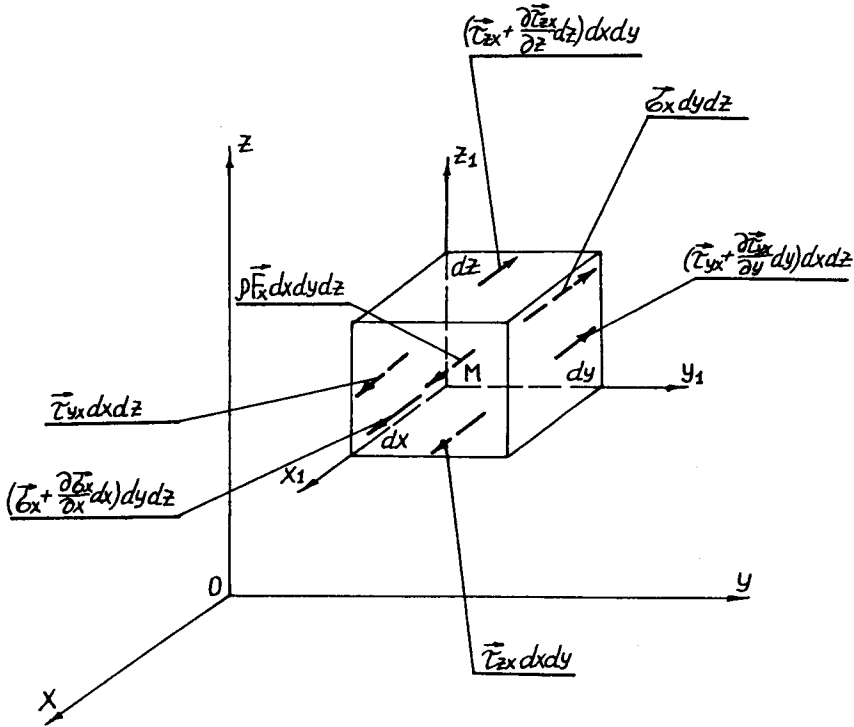 (τ⃗zx + ∂τ⃗zx/∂z dz)dxdy
σ⃗x dydz
z
z1
(τ⃗yx + ∂τ⃗yx/∂y dy)dxdz
dz
ρF⃗x dxdydz
M
dy
y1
τ⃗yx dxdz
dx
x1
(σ⃗x + ∂σ⃗x/∂x dx)dydz
O
y
τ⃗zx dxdy
x